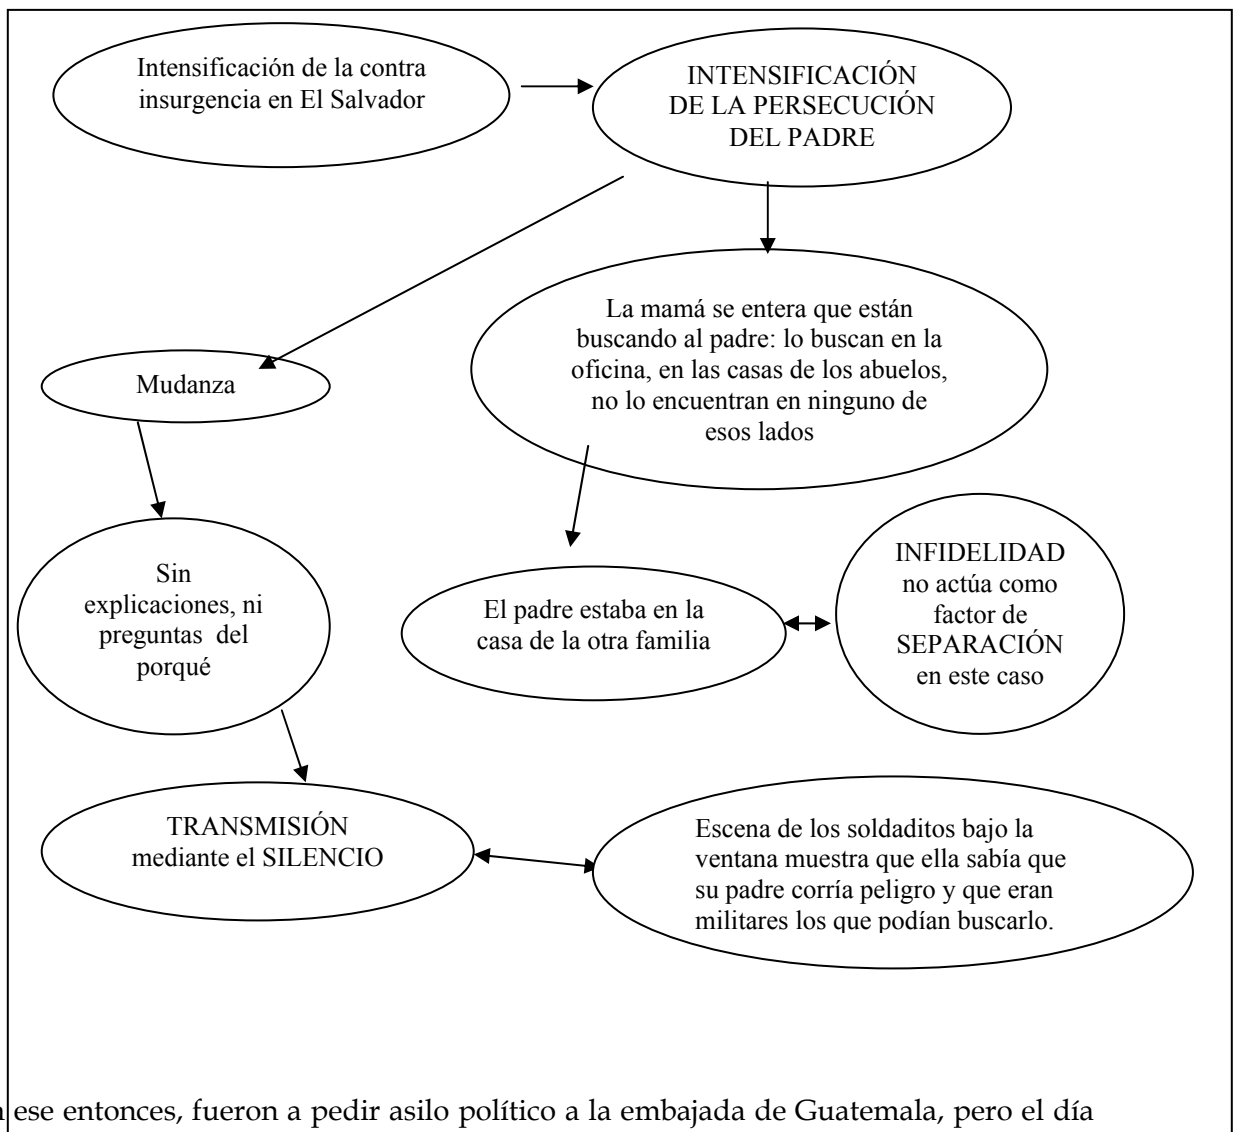 Intensificación de la contra
insurgencia en El Salvador
INTENSIFICACIÓN
DE LA PERSECUCIÓN
DEL PADRE
La mamá se entera que están
buscando al padre: lo buscan en la
oficina, en las casas de los abuelos,
no lo encuentran en ninguno de
esos lados
Mudanza
Sin
explicaciones, ni
preguntas del
porqué
El padre estaba en la
casa de la otra familia
INFIDELIDAD
no actúa como
factor de
SEPARACIÓN
en este caso
TRANSMISIÓN
mediante el SILENCIO
Escena de los soldaditos bajo la
ventana muestra que ella sabía que
su padre corría peligro y que eran
militares los que podían buscarlo.
ese entonces, fueron a pedir asilo político a la embajada de Guatemala, pero el día